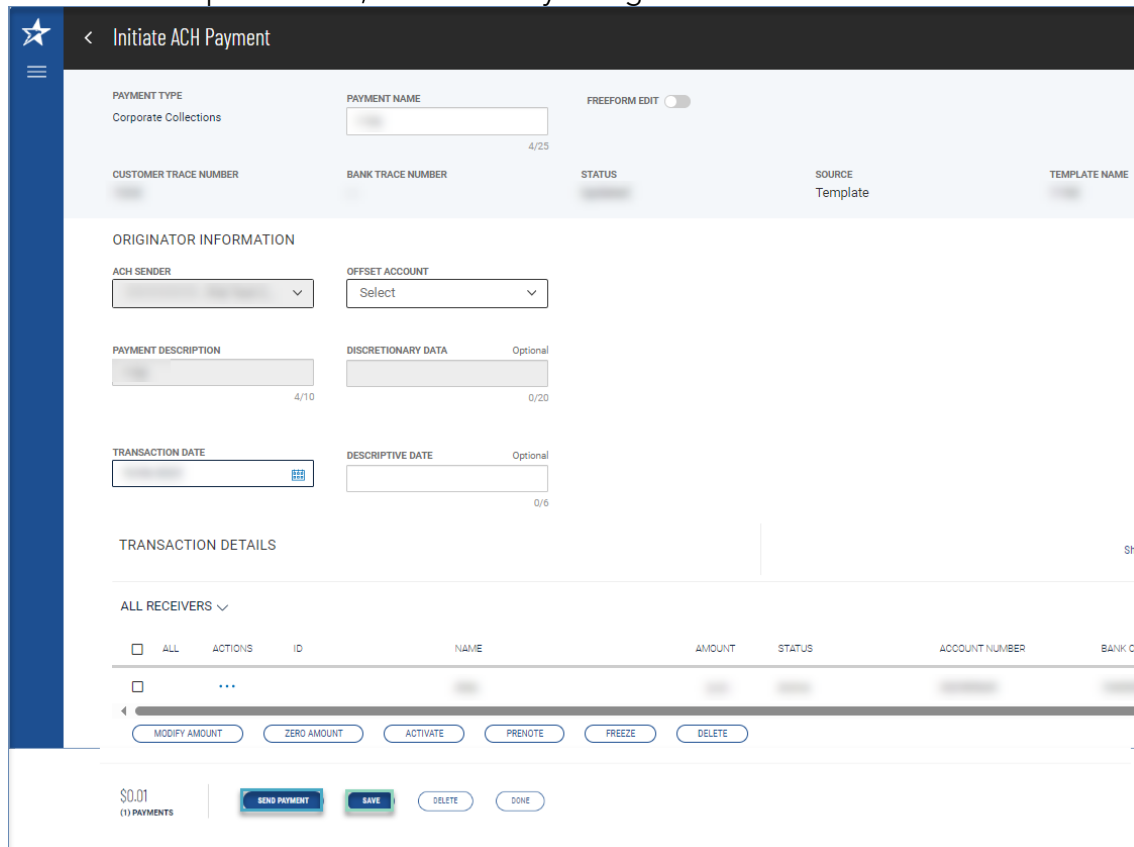 Initiate ACH Payment
PAYMENT TYPE
Corporate Collections
PAYMENT NAME
4/25
FREEFORM EDIT
CUSTOMER TRACE NUMBER
BANK TRACE NUMBER
STATUS
SOURCE
Template
TEMPLATE NAME
ORIGINATOR INFORMATION
ACH SENDER
OFFSET ACCOUNT
Select
PAYMENT DESCRIPTION
4/10
DISCRETIONARY DATA Optional
0/20
TRANSACTION DATE
DESCRIPTIVE DATE Optional
0/6
TRANSACTION DETAILS
Sh
ALL RECEIVERS
ALL ACTIONS ID NAME AMOUNT STATUS ACCOUNT NUMBER BANK C
MODIFY AMOUNT ZERO AMOUNT ACTIVATE PRENOTE FREEZE DELETE
$0.01
(1) PAYMENTS
SEND PAYMENT SAVE DELETE DONE